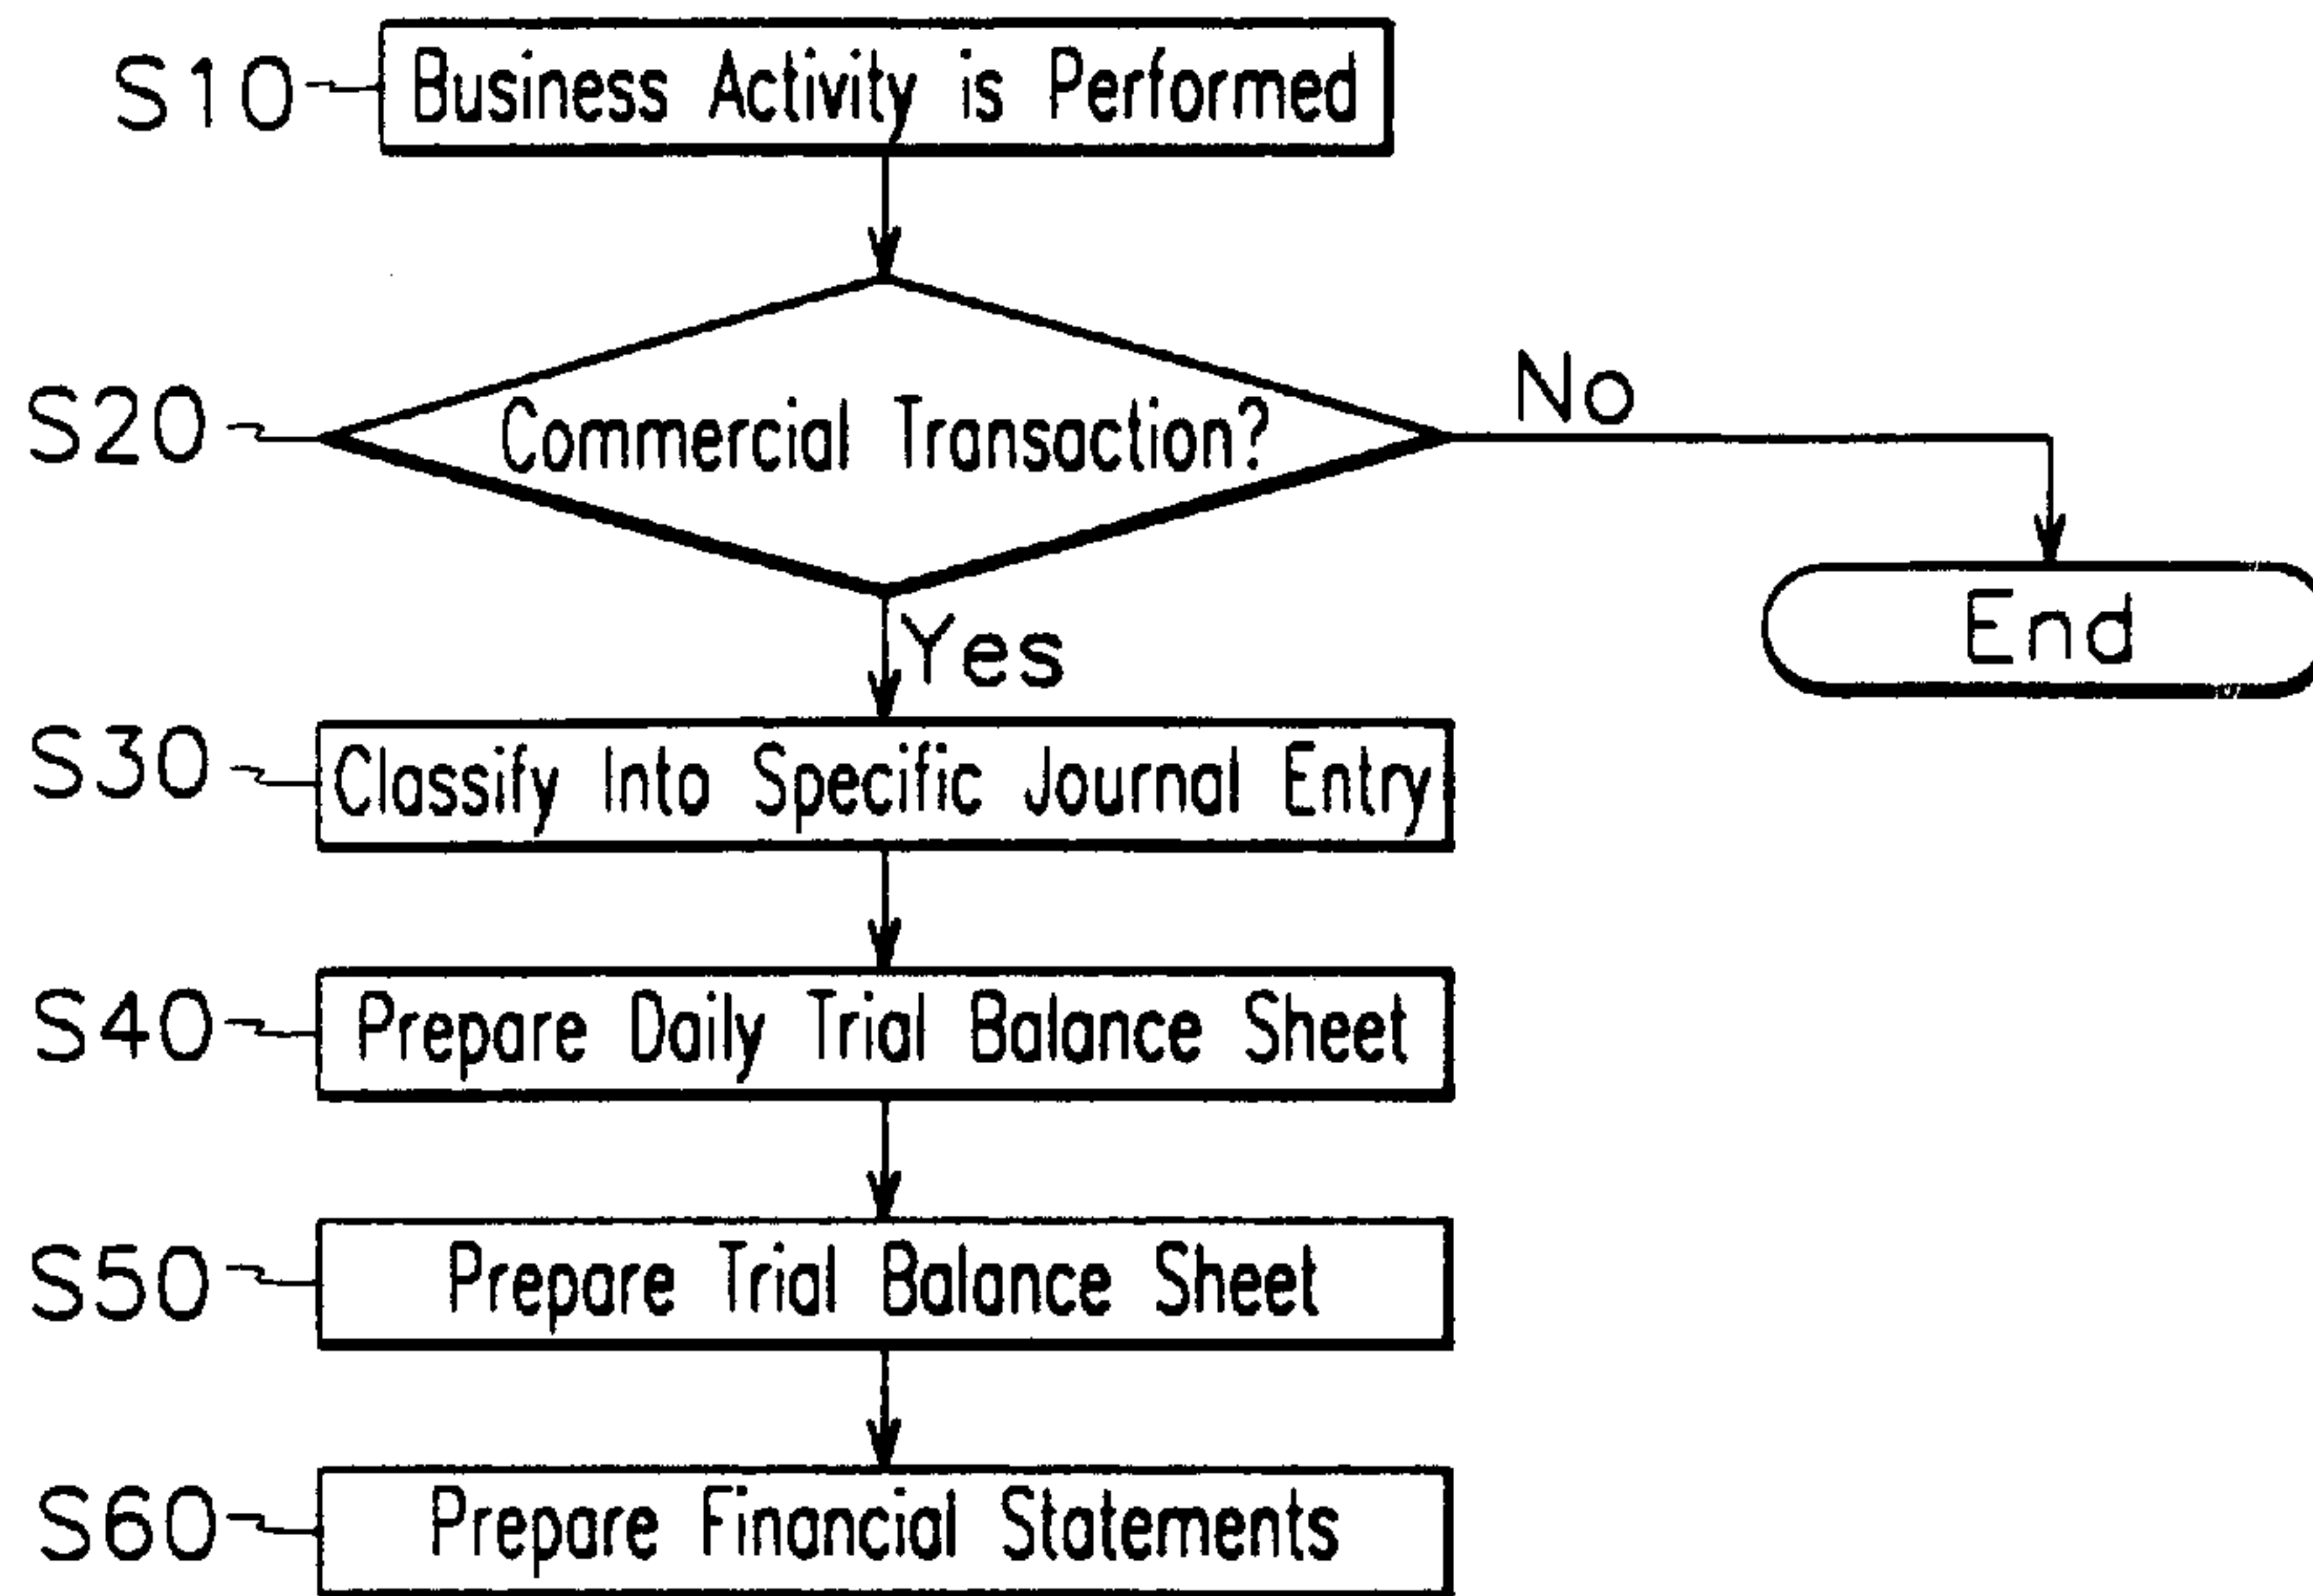 S10
Business Activity is Performed
S20
Commercial Transaction?
No
End
Yes
S30
Classify Into Specific Journal Entry
S40
Prepare Daily Trial Balance Sheet
S50
Prepare Trial Balance Sheet
S60
Prepare Financial Statements